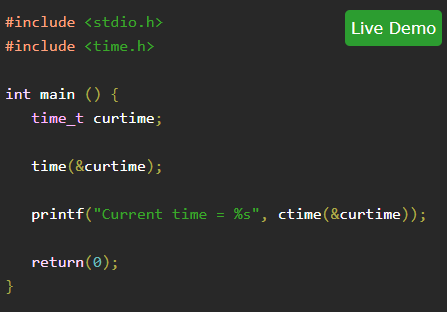 #include <stdio.h>
Live Demo
#include <time.h>
int main () {
   time_t curtime;
   time(&curtime);
   printf("Current time = %s", ctime(&curtime));
   return(0);
}